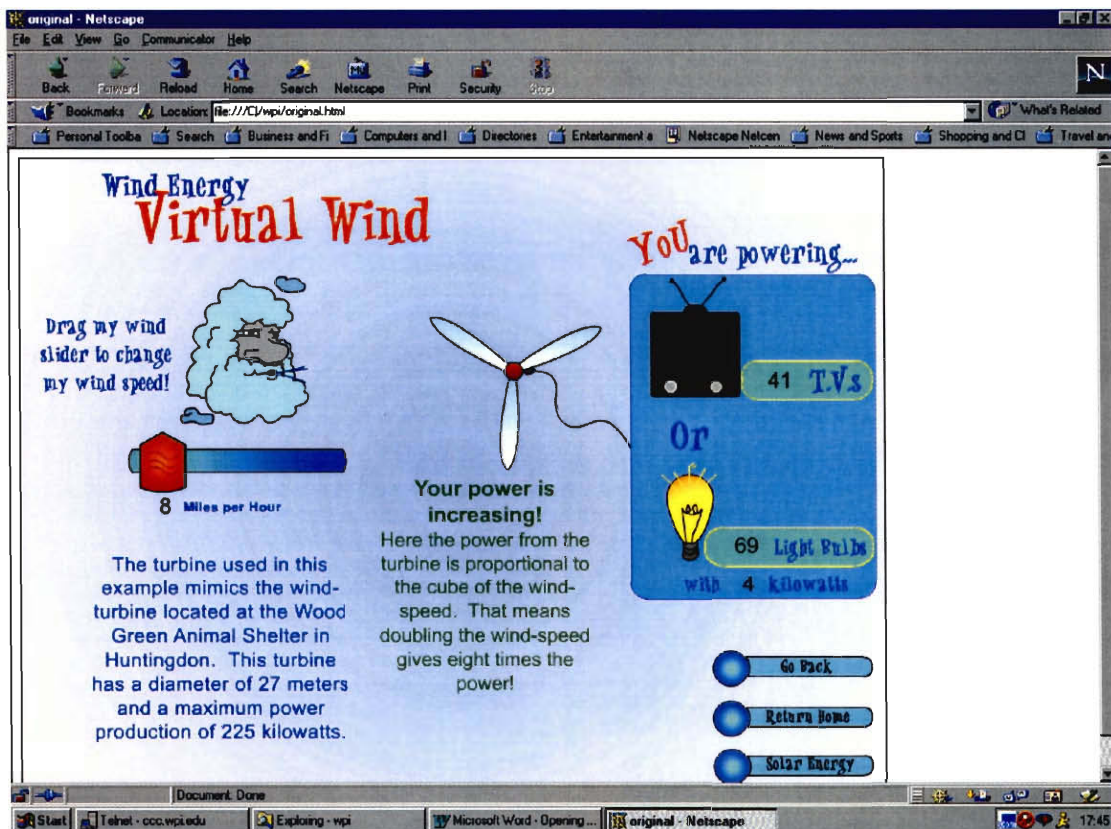 original - Netscape
File Edit View Go Communicator Help
Back Forward Reload Home Search Netscape Print Security Stop
Bookmarks Location: file:///C|/wpi/original.html What's Related
Personal Toolba Search Business and Fi Computers and I Directories Entertainment a Netscape Netcen News and Sports Shopping and Cl Travel and
Wind Energy
Virtual Wind
YoU are powering...
Drag my wind
slider to change
my wind speed!
8 Miles per Hour
41 T.V.s
Or
69 Light Bulbs
with 4 kilowatts
Your power is
increasing!
Here the power from the
turbine is proportional to
the cube of the wind-
speed. That means
doubling the wind-speed
gives eight times the
power!
The turbine used in this
example mimics the wind-
turbine located at the Wood
Green Animal Shelter in
Huntingdon. This turbine
has a diameter of 27 meters
and a maximum power
production of 225 kilowatts.
Go Back
Return Home
Solar Energy
Document: Done
Start Telnet - ccc.wpi.edu Exploring - wpi Microsoft Word - Opening ... original - Netscape 17:45